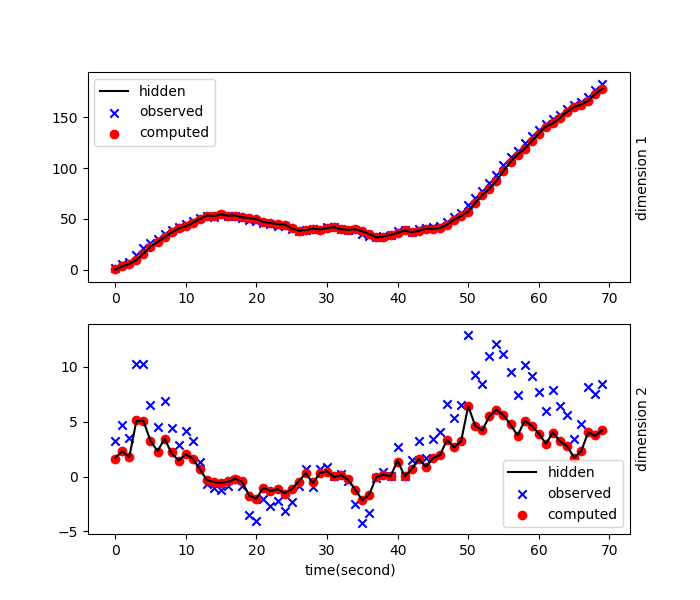 hidden
observed
computed
150
100
50
0
dimension 1
0 10 20 30 40 50 60 70
10
5
0
−5
dimension 2
hidden
observed
computed
0 10 20 30 40 50 60 70
time(second)